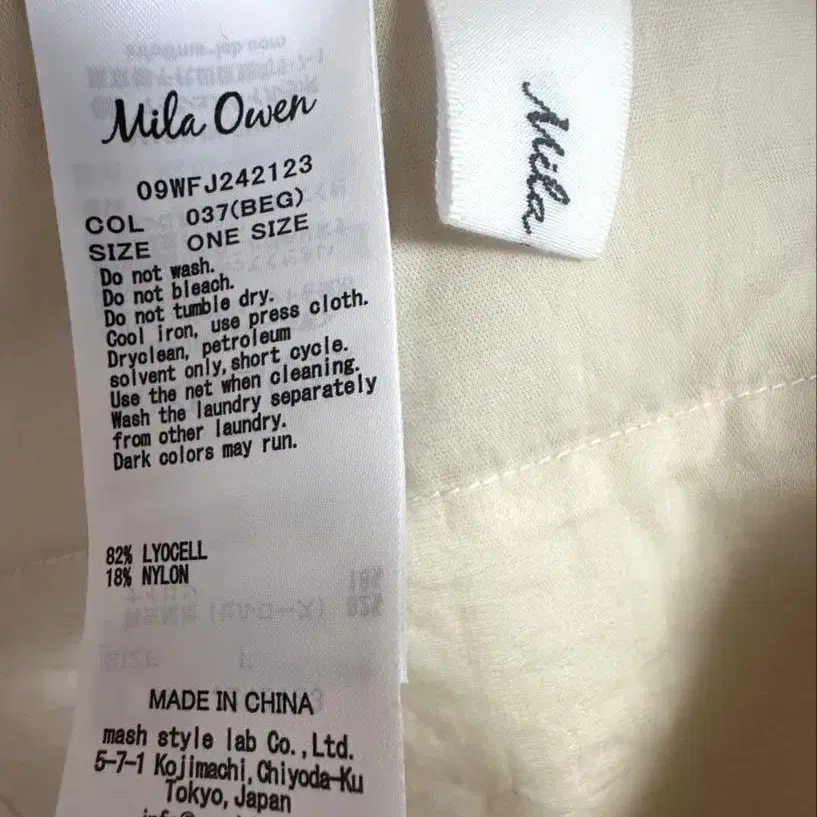 Mila Owen
09WFJ242123
COL 037(BEG)
SIZE ONE SIZE
Do not wash.
Do not bleach.
Do not tumble dry.
Cool iron, use press cloth.
Dryclean, petroleum
solvent only,short cycle.
Use the net when cleaning.
Wash the laundry separately
from other laundry.
Dark colors may run.
82% LYOCELL
18% NYLON
MADE IN CHINA
mash style lab Co.,Ltd.
5-7-1 Kojimachi,Chiyoda-Ku
Tokyo,Japan
Mila